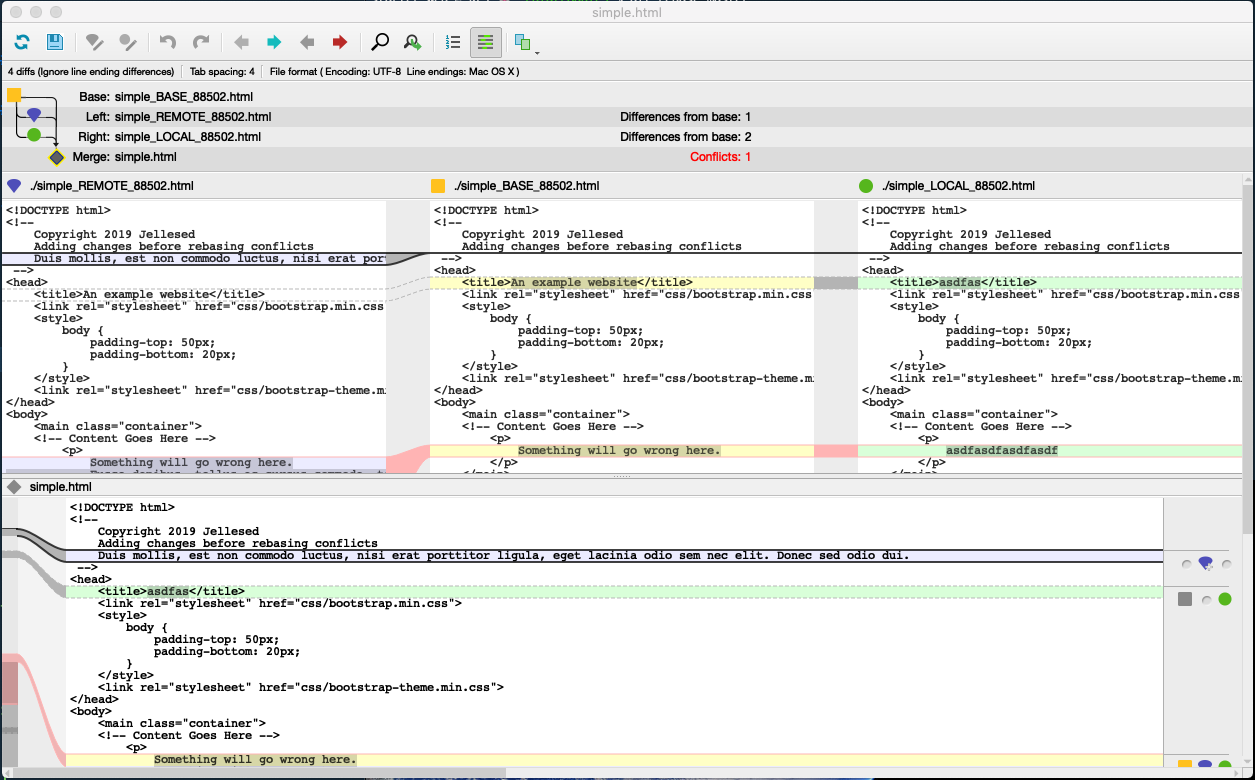 simple.html
4 diffs (Ignore line ending differences) Tab spacing: 4 File format ( Encoding: UTF-8 Line endings: Mac OS X )
Base: simple_BASE_88502.html
Left: simple_REMOTE_88502.html Differences from base: 1
Right: simple_LOCAL_88502.html Differences from base: 2
Merge: simple.html Conflicts: 1
./simple_REMOTE_88502.html
<!DOCTYPE html>
<!--
    Copyright 2019 Jellesed
    Adding changes before rebasing conflicts
    Duis mollis, est non commodo luctus, nisi erat por
 -->
<head>
    <title>An example website</title>
    <link rel="stylesheet" href="css/bootstrap.min.css
    <style>
        body {
            padding-top: 50px;
            padding-bottom: 20px;
        }
    </style>
    <link rel="stylesheet" href="css/bootstrap-theme.m
</head>
<body>
    <main class="container">
    <!-- Content Goes Here -->
        <p>
            Something will go wrong here.
./simple_BASE_88502.html
<!DOCTYPE html>
<!--
    Copyright 2019 Jellesed
    Adding changes before rebasing conflicts
 -->
<head>
    <title>An example website</title>
    <link rel="stylesheet" href="css/bootstrap.min.css
    <style>
        body {
            padding-top: 50px;
            padding-bottom: 20px;
        }
    </style>
    <link rel="stylesheet" href="css/bootstrap-theme.m
</head>
<body>
    <main class="container">
    <!-- Content Goes Here -->
        <p>
            Something will go wrong here.
        </p>
./simple_LOCAL_88502.html
<!DOCTYPE html>
<!--
    Copyright 2019 Jellesed
    Adding changes before rebasing conflicts
 -->
<head>
    <title>asdfas</title>
    <link rel="stylesheet" href="css/bootstrap.min.css
    <style>
        body {
            padding-top: 50px;
            padding-bottom: 20px;
        }
    </style>
    <link rel="stylesheet" href="css/bootstrap-theme.m
</head>
<body>
    <main class="container">
    <!-- Content Goes Here -->
        <p>
            asdfasdfasdfasdf
        </p>
simple.html
<!DOCTYPE html>
<!--
    Copyright 2019 Jellesed
    Adding changes before rebasing conflicts
    Duis mollis, est non commodo luctus, nisi erat porttitor ligula, eget lacinia odio sem nec elit. Donec sed odio dui.
 -->
<head>
    <title>asdfas</title>
    <link rel="stylesheet" href="css/bootstrap.min.css">
    <style>
        body {
            padding-top: 50px;
            padding-bottom: 20px;
        }
    </style>
    <link rel="stylesheet" href="css/bootstrap-theme.min.css">
</head>
<body>
    <main class="container">
    <!-- Content Goes Here -->
        <p>
            Something will go wrong here.